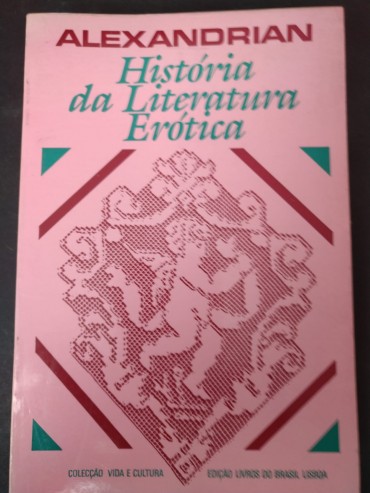 ALEXANDRIAN
História
da Literatura
Erótica
COLECÇÃO VIDA E CULTURA EDIÇÃO LIVROS DO BRASIL LISBOA